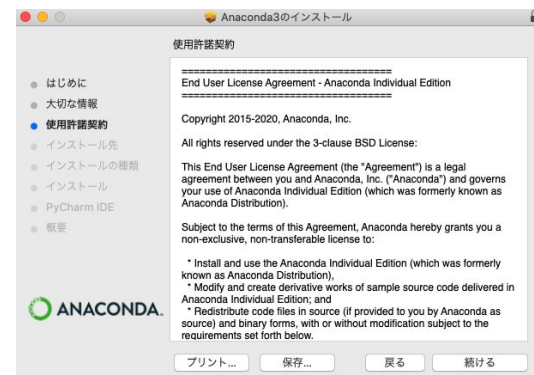 Anaconda3のインストール
使用許諾契約
はじめに
大切な情報
使用許諾契約
インストール先
インストールの種類
インストール
PyCharm IDE
概要
ANACONDA.
===================================
End User License Agreement - Anaconda Individual Edition
===================================
Copyright 2015-2020, Anaconda, Inc.
All rights reserved under the 3-clause BSD License:
This End User License Agreement (the "Agreement") is a legal
agreement between you and Anaconda, Inc. ("Anaconda") and governs
your use of Anaconda Individual Edition (which was formerly known as
Anaconda Distribution).
Subject to the terms of this Agreement, Anaconda hereby grants you a
non-exclusive, non-transferable license to:
* Install and use the Anaconda Individual Edition (which was formerly
known as Anaconda Distribution),
* Modify and create derivative works of sample source code delivered in
Anaconda Individual Edition; and
* Redistribute code files in source (if provided to you by Anaconda as
source) and binary forms, with or without modification subject to the
requirements set forth below.
プリント...
保存...
戻る
続ける